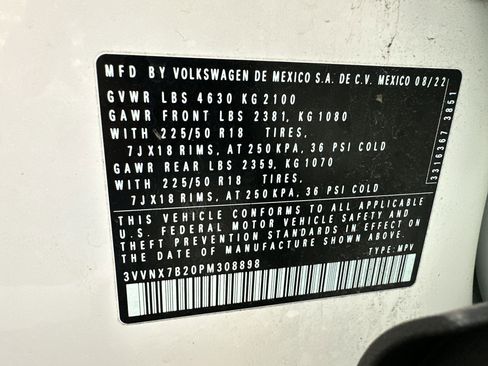 MFD BY VOLKSWAGEN DE MEXICO S.A. DE C.V. MEXICO 08/22
GVWR LBS 4630 KG 2100
GAWR FRONT LBS 2381, KG 1080
WITH 225/50 R18 TIRES,
7JX18 RIMS, AT 250 KPA, 36 PSI COLD
GAWR REAR LBS 2359, KG 1070
WITH 225/50 R18 TIRES,
7JX18 RIMS, AT 250 KPA, 36 PSI COLD
THIS VEHICLE CONFORMS TO ALL APPLICABLE
U.S. FEDERAL MOTOR VEHICLE SAFETY AND
THEFT PREVENTION STANDARDS IN EFFECT ON
THE DATE OF MANUFACTURE SHOWN ABOVE.
3VVNX7B20PM308898 TYPE: MPV
3316367 3851